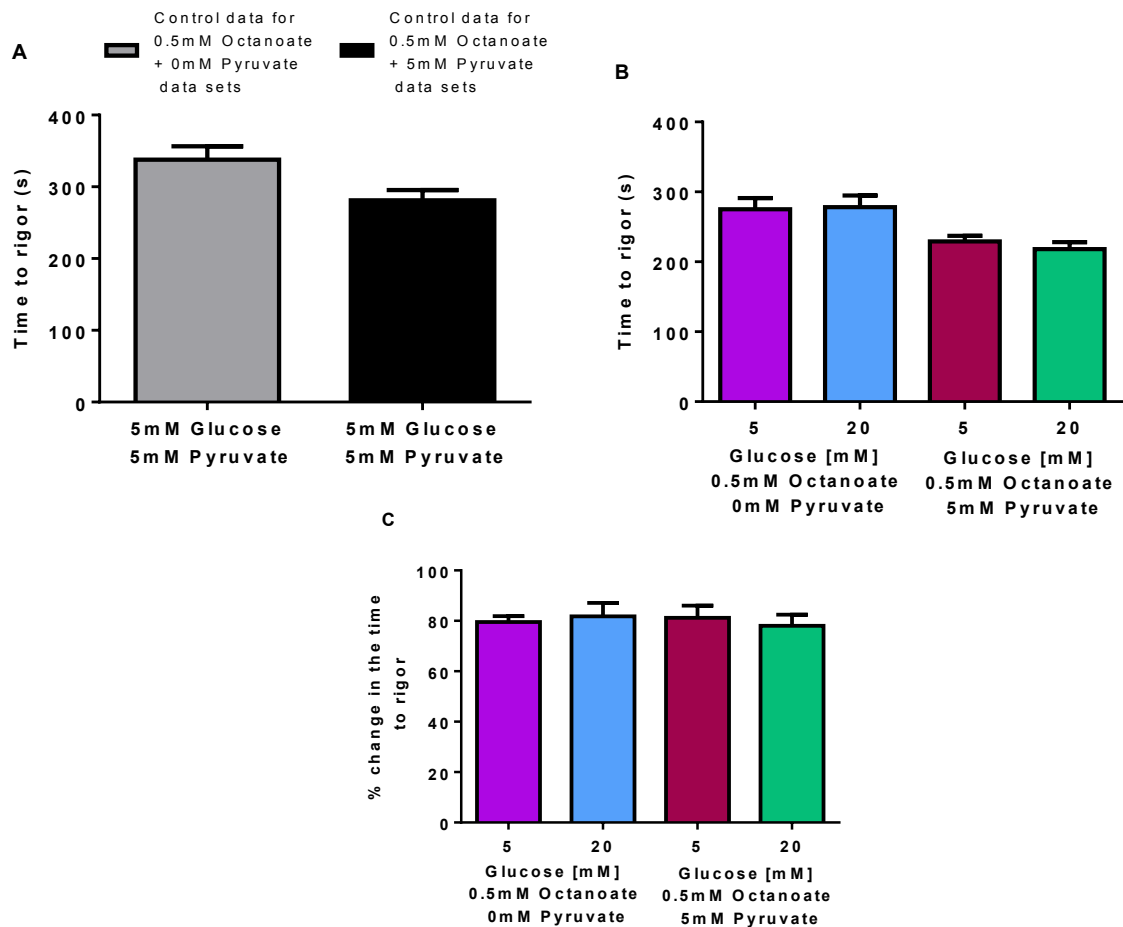 A
Control data for
0.5mM Octanoate
+ 0mM Pyruvate
data sets
Control data for
0.5mM Octanoate
+ 5mM Pyruvate
data sets
Time to rigor (s)
400
300
200
100
0
5mM Glucose
5mM Pyruvate
5mM Glucose
5mM Pyruvate
B
Time to rigor (s)
400
300
200
100
0
5
20
5
20
Glucose [mM]
0.5mM Octanoate
0mM Pyruvate
Glucose [mM]
0.5mM Octanoate
5mM Pyruvate
C
% change in the time
to rigor
100
80
60
40
20
0
5
20
5
20
Glucose [mM]
0.5mM Octanoate
0mM Pyruvate
Glucose [mM]
0.5mM Octanoate
5mM Pyruvate